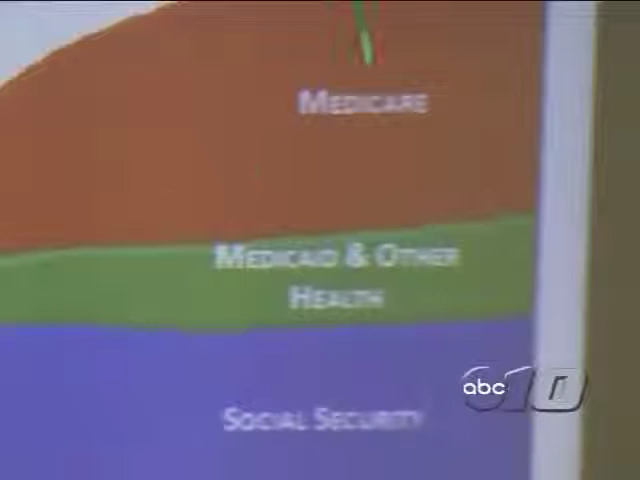 MEDICARE
MEDICAID & OTHER
HEALTH
SOCIAL SECURITY
abc 10